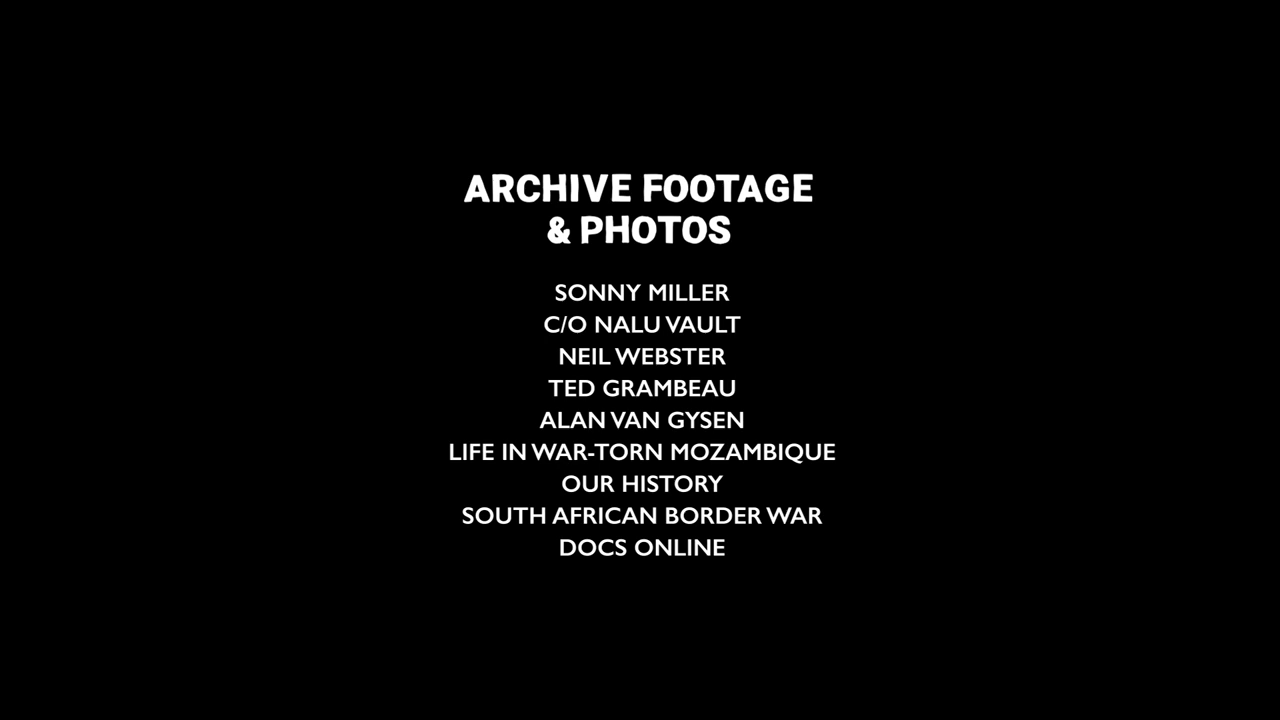 ARCHIVE FOOTAGE
& PHOTOS
SONNY MILLER
C/O NALU VAULT
NEIL WEBSTER
TED GRAMBEAU
ALAN VAN GYSEN
LIFE IN WAR-TORN MOZAMBIQUE
OUR HISTORY
SOUTH AFRICAN BORDER WAR
DOCS ONLINE